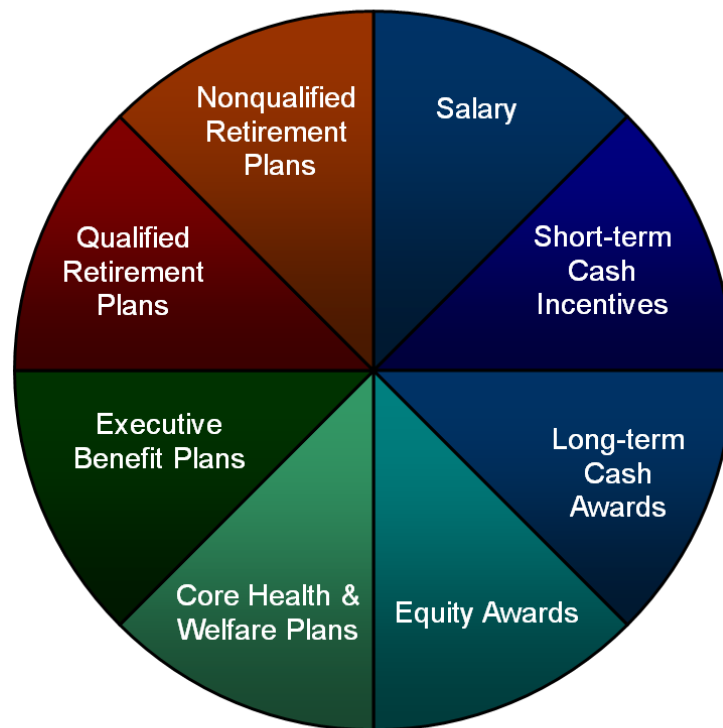 Salary
Short-term
Cash
Incentives
Long-term
Cash
Awards
Equity Awards
Core Health &
Welfare Plans
Executive
Benefit Plans
Qualified
Retirement
Plans
Nonqualified
Retirement
Plans